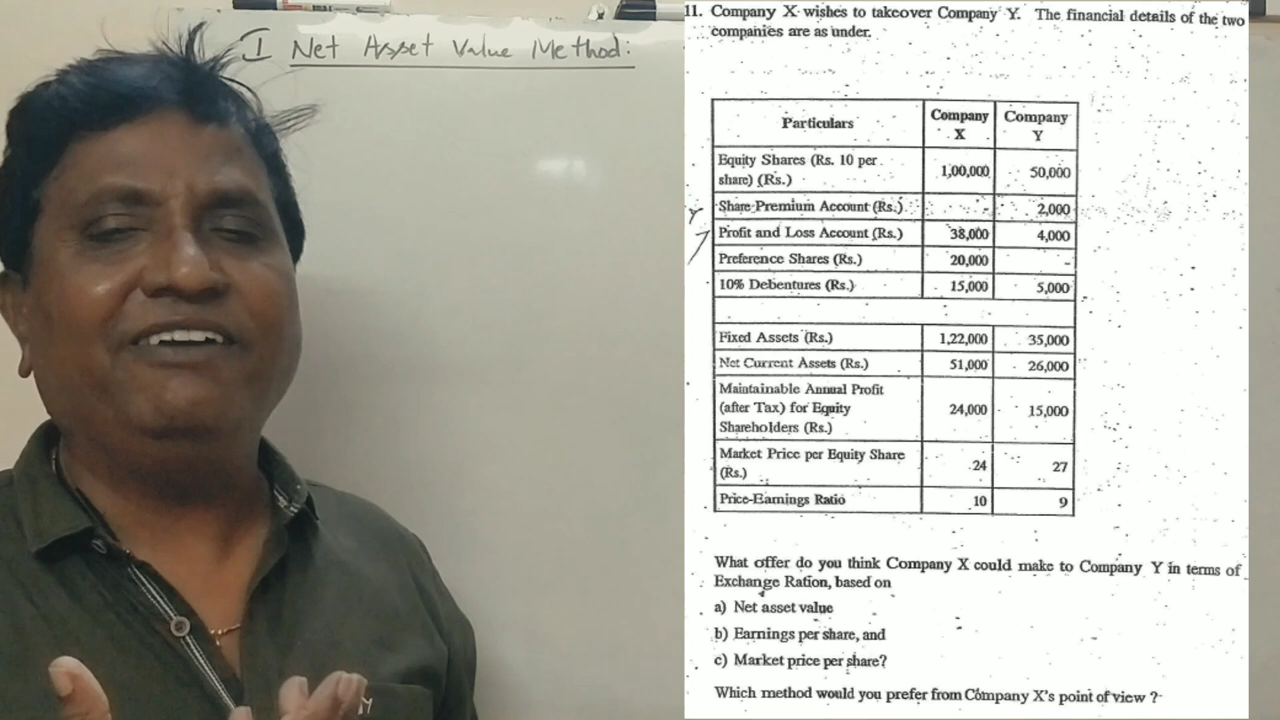 I Net Asset Value Method:
11. Company X wishes to takeover Company Y. The financial details of the two
companies are as under.
Particulars Company X Company Y
Equity Shares (Rs. 10 per share) (Rs.) 1,00,000 50,000
Share Premium Account (Rs.) - 2,000
Profit and Loss Account (Rs.) 38,000 4,000
Preference Shares (Rs.) 20,000 -
10% Debentures (Rs.) 15,000 5,000
Fixed Assets (Rs.) 1,22,000 35,000
Net Current Assets (Rs.) 51,000 26,000
Maintainable Annual Profit (after Tax) for Equity Shareholders (Rs.) 24,000 15,000
Market Price per Equity Share (Rs.) 24 27
Price-Earnings Ratio 10 9
What offer do you think Company X could make to Company Y in terms of
Exchange Ration, based on
a) Net asset value
b) Earnings per share, and
c) Market price per share?
Which method would you prefer from Company X's point of view ?